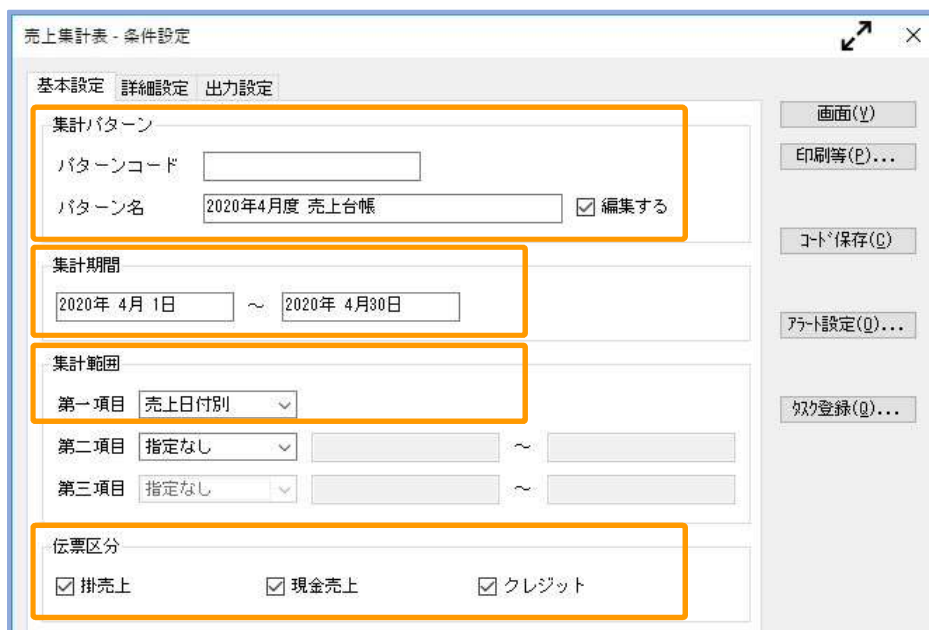 売上集計表 - 条件設定
基本設定 詳細設定 出力設定
集計パターン
パターンコード
パターン名 2020年4月度 売上台帳 編集する
集計期間
2020年 4月 1日 ～ 2020年 4月30日
集計範囲
第一項目 売上日付別
第二項目 指定なし ～
第三項目 指定なし ～
伝票区分
掛売上 現金売上 クレジット
画面(V)
印刷等(P)...
ｺｰﾄﾞ保存(C)
ｱﾗｰﾄ設定(O)...
ﾀｽｸ登録(Q)...